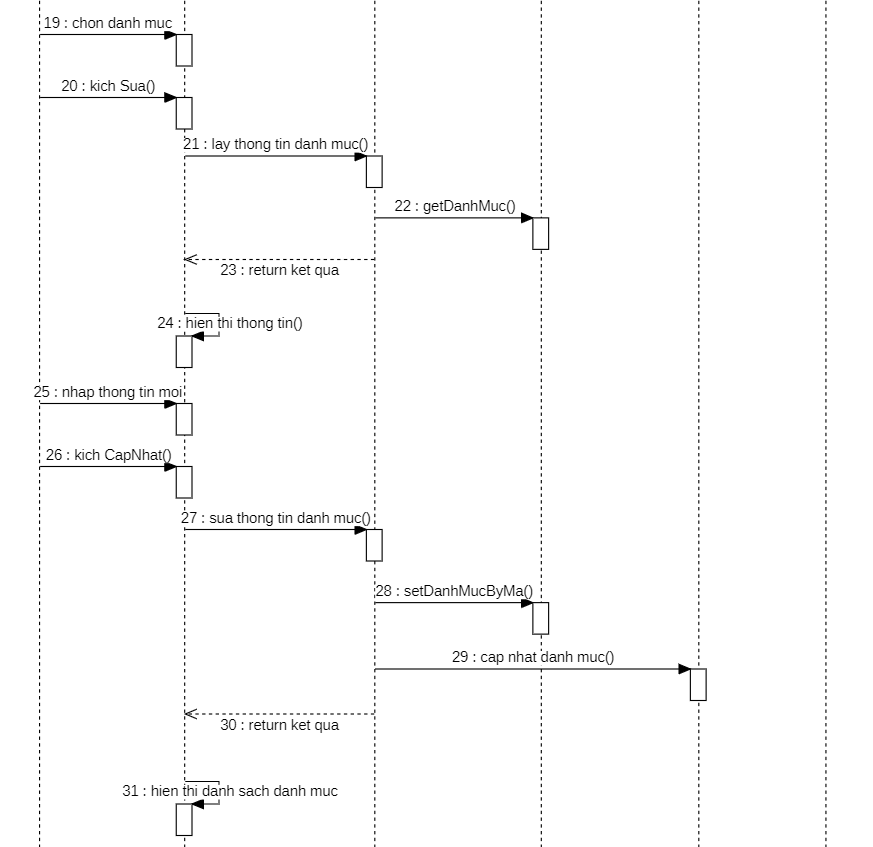 19 : chon danh muc
20 : kich Sua()
21 : lay thong tin danh muc()
22 : getDanhMuc()
23 : return ket qua
24 : hien thi thong tin()
25 : nhap thong tin moi
26 : kich CapNhat()
27 : sua thong tin danh muc()
28 : setDanhMucByMa()
29 : cap nhat danh muc()
30 : return ket qua
31 : hien thi danh sach danh muc